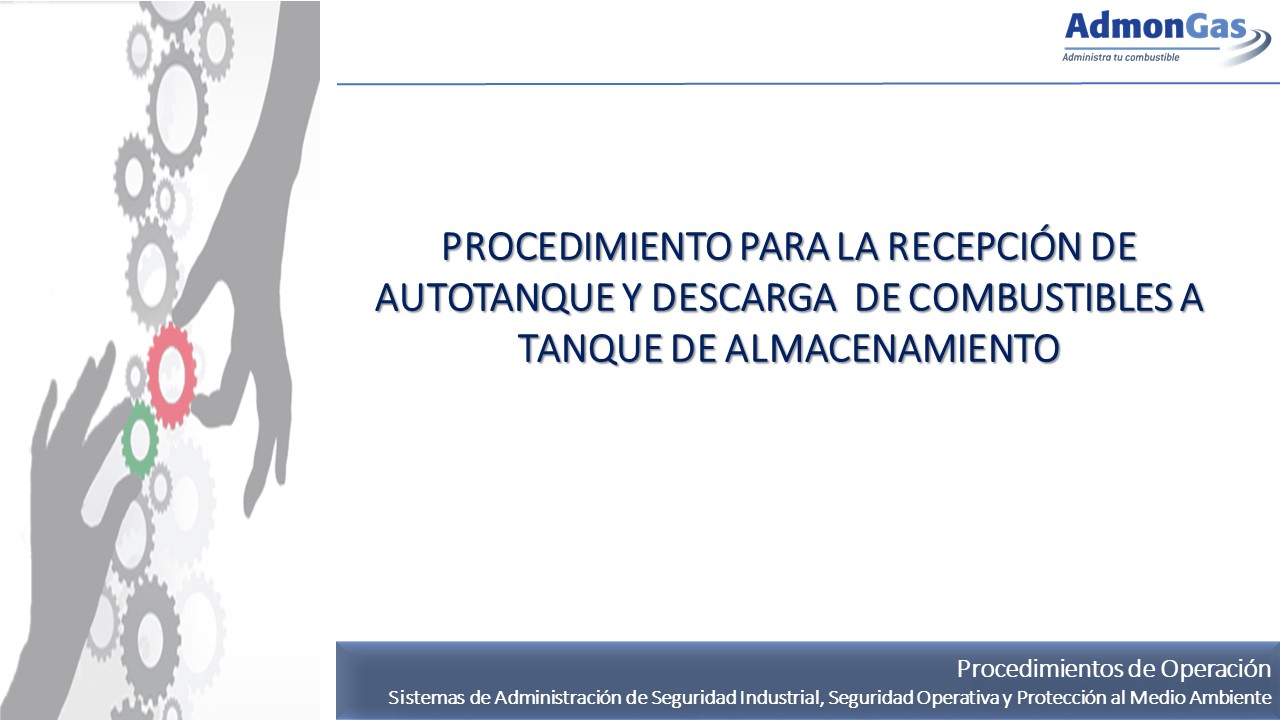 AdmonGas
Administra tu combustible
PROCEDIMIENTO PARA LA RECEPCIÓN DE
AUTOTANQUE Y DESCARGA DE COMBUSTIBLES A
TANQUE DE ALMACENAMIENTO
Procedimientos de Operación
Sistemas de Administración de Seguridad Industrial, Seguridad Operativa y Protección al Medio Ambiente